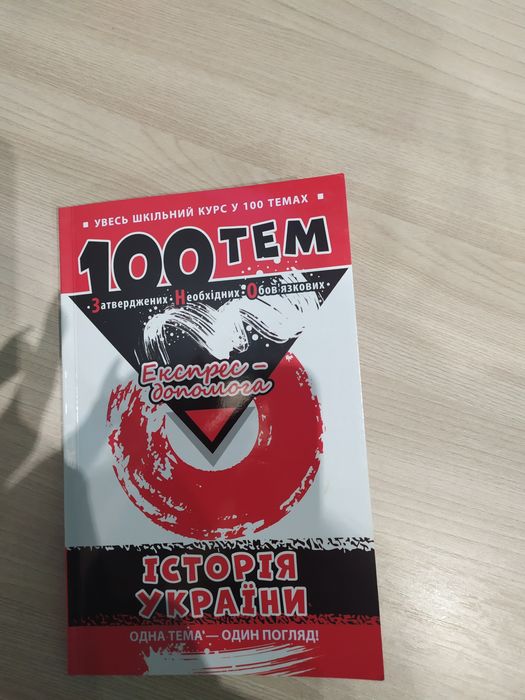 ▪ УВЕСЬ ШКІЛЬНИЙ КУРС У 100 ТЕМАХ ▪
100 ТЕМ
Затверджених·Необхідних·Обов'язкових·
Експрес –
допомога
ІСТОРІЯ
УКРАЇНИ
ОДНА ТЕМА — ОДИН ПОГЛЯД!